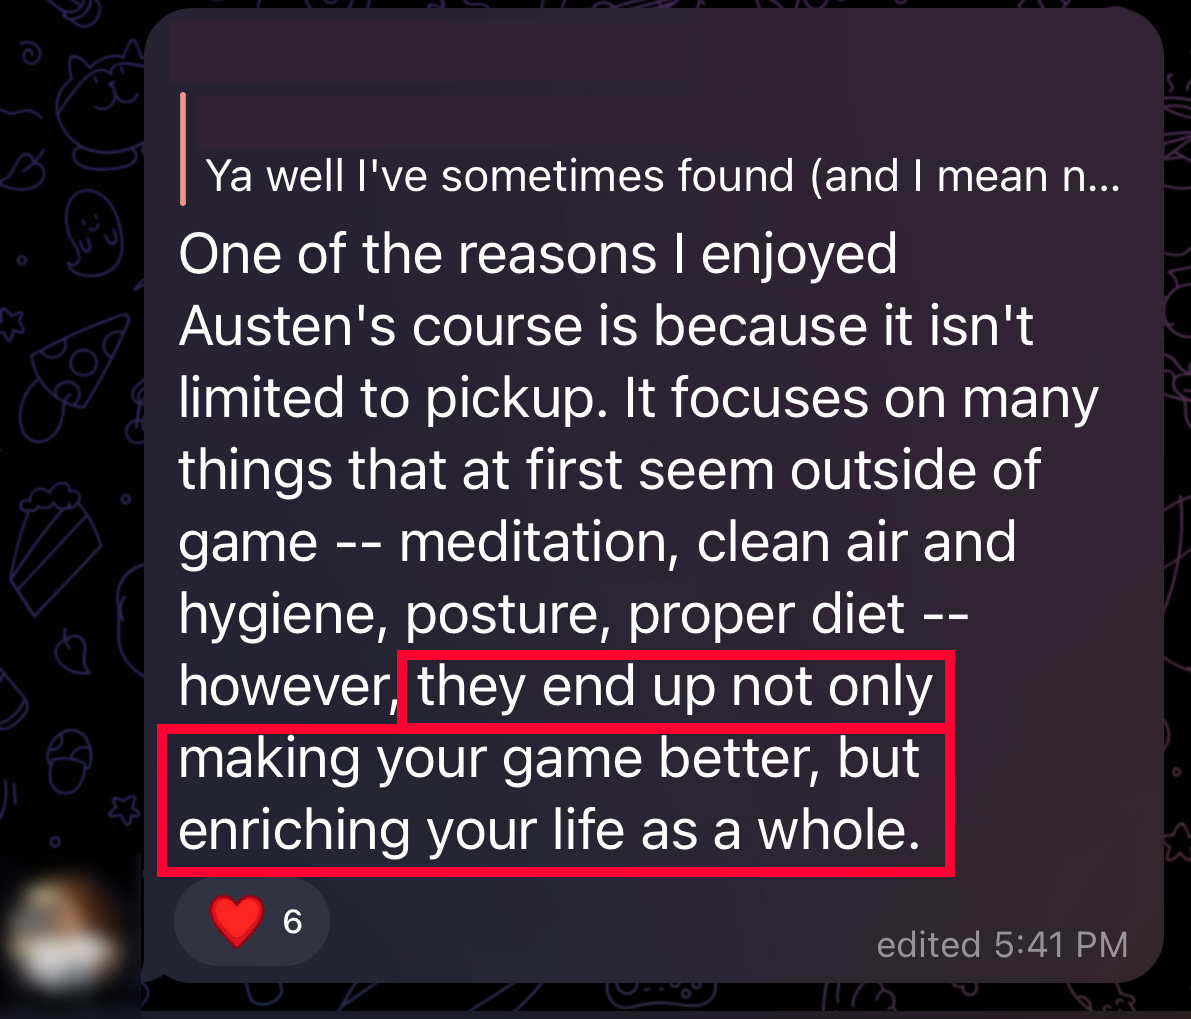 Ya well I've sometimes found (and I mean n...
One of the reasons I enjoyed
Austen's course is because it isn't
limited to pickup. It focuses on many
things that at first seem outside of
game -- meditation, clean air and
hygiene, posture, proper diet --
however, they end up not only
making your game better, but
enriching your life as a whole.
6
edited 5:41 PM